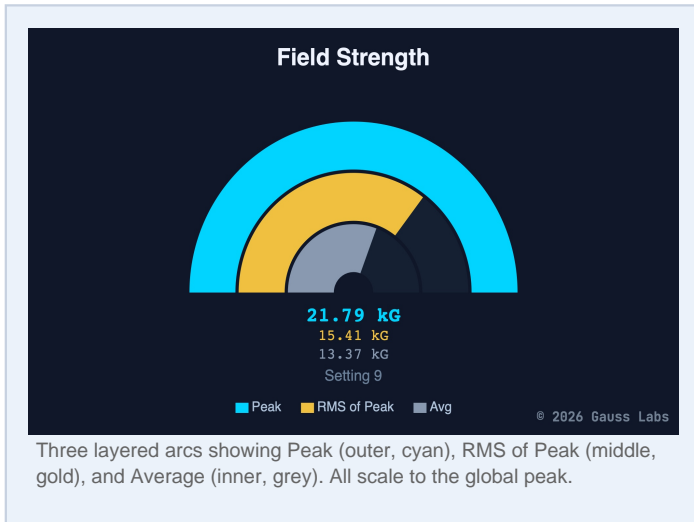 Field Strength
21.79 kG
15.41 kG
13.37 kG
Setting 9
Peak RMS of Peak Avg
© 2026 Gauss Labs
Three layered arcs showing Peak (outer, cyan), RMS of Peak (middle,
gold), and Average (inner, grey). All scale to the global peak.